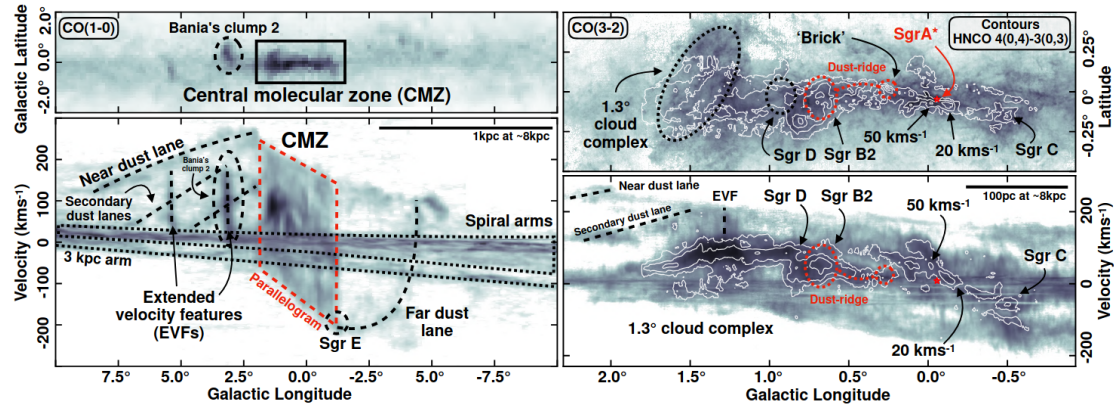 CO(1-0)
Bania's clump 2
Central molecular zone (CMZ)
Galactic Latitude
2.0°
0.0°
-2.0°
CMZ
1kpc at ~8kpc
Near dust lane
Bania's
clump 2
Secondary
dust lanes
Spiral arms
3 kpc arm
Extended
velocity features
(EVFs)
Parallelogram
Sgr E
Far dust
lane
Velocity (kms⁻¹)
200
100
0
-100
-200
7.5°
5.0°
2.5°
0.0°
-2.5°
-5.0°
-7.5°
Galactic Longitude
CO(3-2)
Contours
HNCO 4(0,4)-3(0,3)
'Brick'
SgrA*
Dust-ridge
1.3°
cloud
complex
Sgr D
Sgr B2
50 kms⁻¹
20 kms⁻¹
Sgr C
0.25°
0°
-0.25°
Galactic
Latitude
Near dust lane
Secondary dust lane
EVF
Sgr D
Sgr B2
50 kms⁻¹
100pc at ~8kpc
Sgr C
Dust-ridge
1.3° cloud complex
20 kms⁻¹
200
0
-200
Velocity (kms⁻¹)
2.0°
1.5°
1.0°
0.5°
0.0°
-0.5°
Galactic Longitude